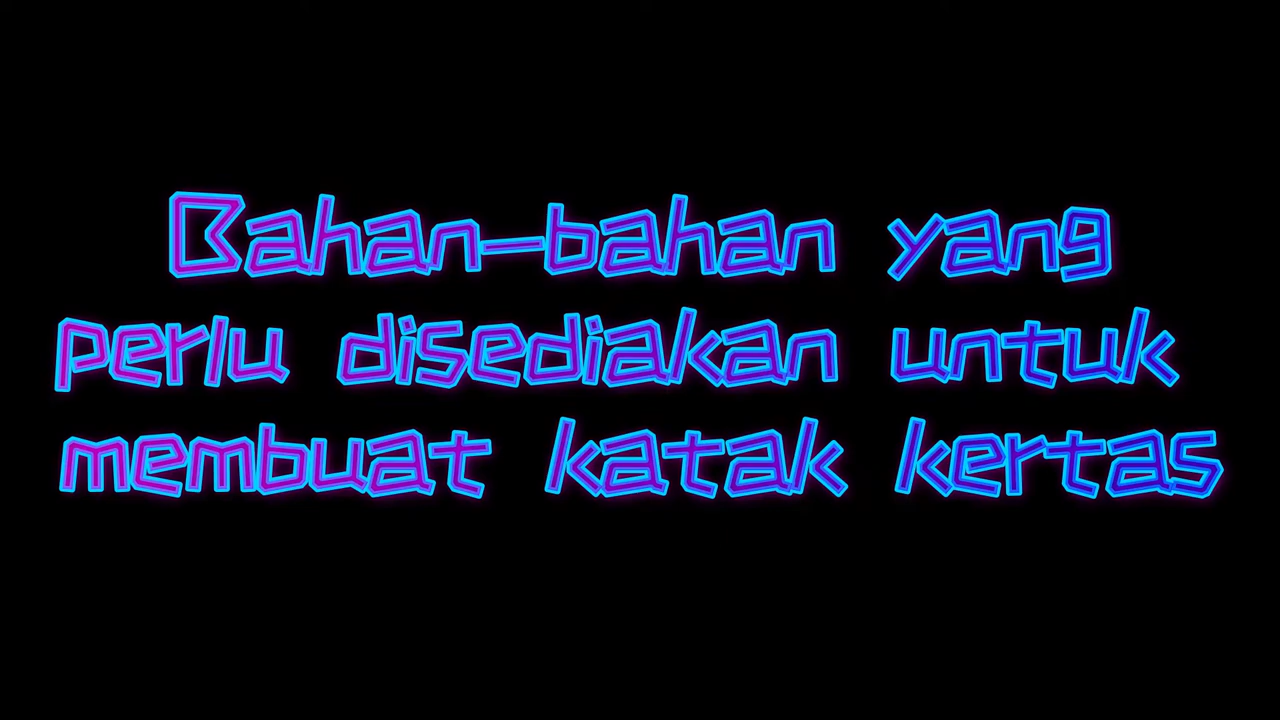 Bahan-bahan yang
perlu disediakan untuk
membuat katak kertas